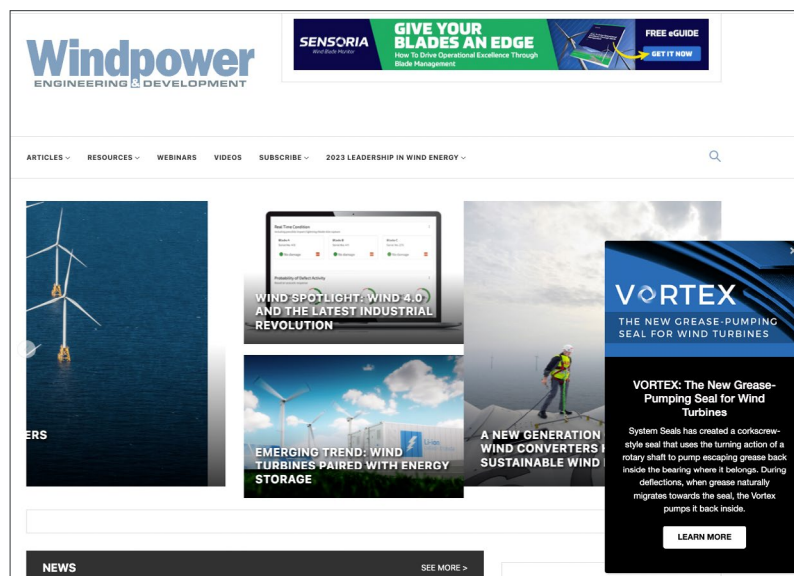 Windpower
ENGINEERING & DEVELOPMENT
SENSORIA
Wind Blade Monitor
GIVE YOUR
BLADES AN EDGE
How To Drive Operational Excellence Through
Blade Management
FREE eGUIDE
GET IT NOW
ARTICLES
RESOURCES
WEBINARS
VIDEOS
SUBSCRIBE
2023 LEADERSHIP IN WIND ENERGY
ERS
Real Time Condition
Blade A
Blade B
Blade C
No damage
No damage
No damage
Probability of Defect Activity
WIND SPOTLIGHT: WIND 4.0
AND THE LATEST INDUSTRIAL
REVOLUTION
Li-ion
EMERGING TREND: WIND
TURBINES PAIRED WITH ENERGY
STORAGE
A NEW GENERATION
WIND CONVERTERS
SUSTAINABLE WIND
VORTEX
THE NEW GREASE-PUMPING
SEAL FOR WIND TURBINES
VORTEX: The New Grease-
Pumping Seal for Wind
Turbines
System Seals has created a corkscrew-
style seal that uses the turning action of a
rotary shaft to pump escaping grease back
inside the bearing where it belongs. During
deflections, when grease naturally
migrates towards the seal, the Vortex
pumps it back inside.
LEARN MORE
NEWS
SEE MORE >